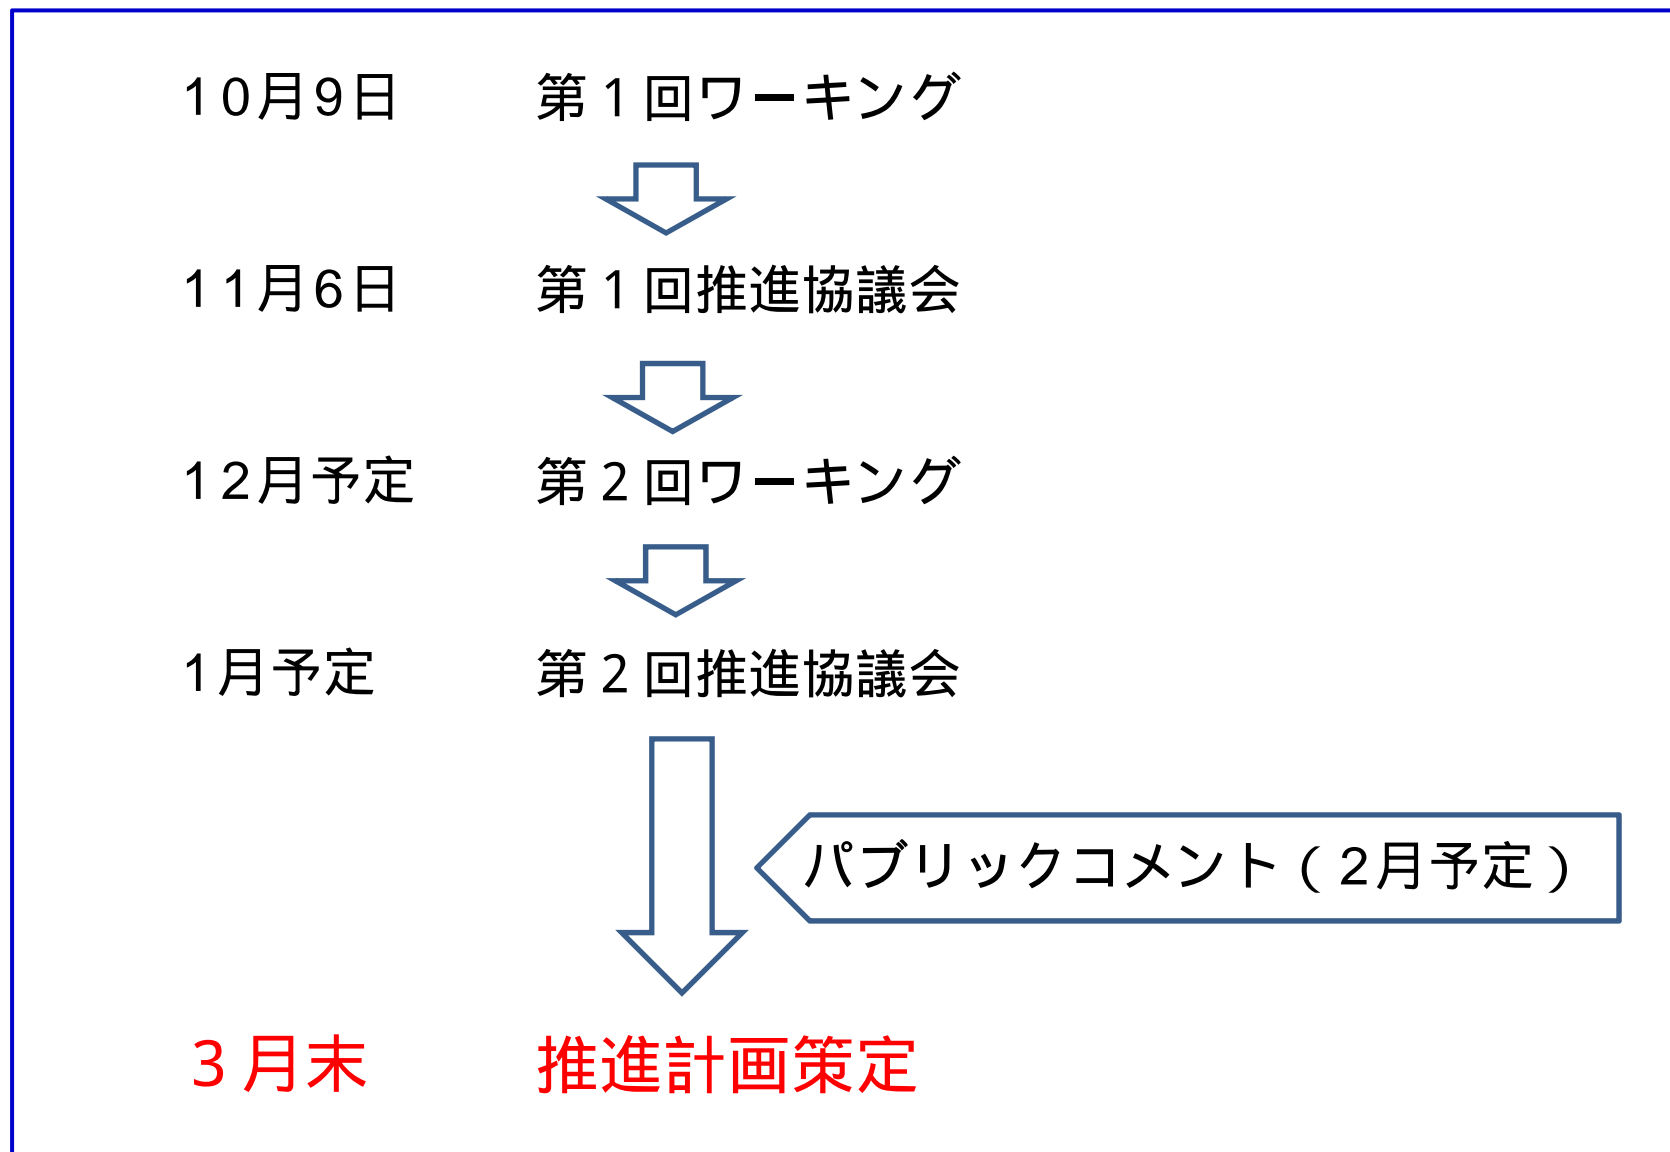 10月9日　第1回ワーキング
11月6日　第1回推進協議会
12月予定　第2回ワーキング
1月予定　第2回推進協議会
パブリックコメント（2月予定）
3月末　推進計画策定